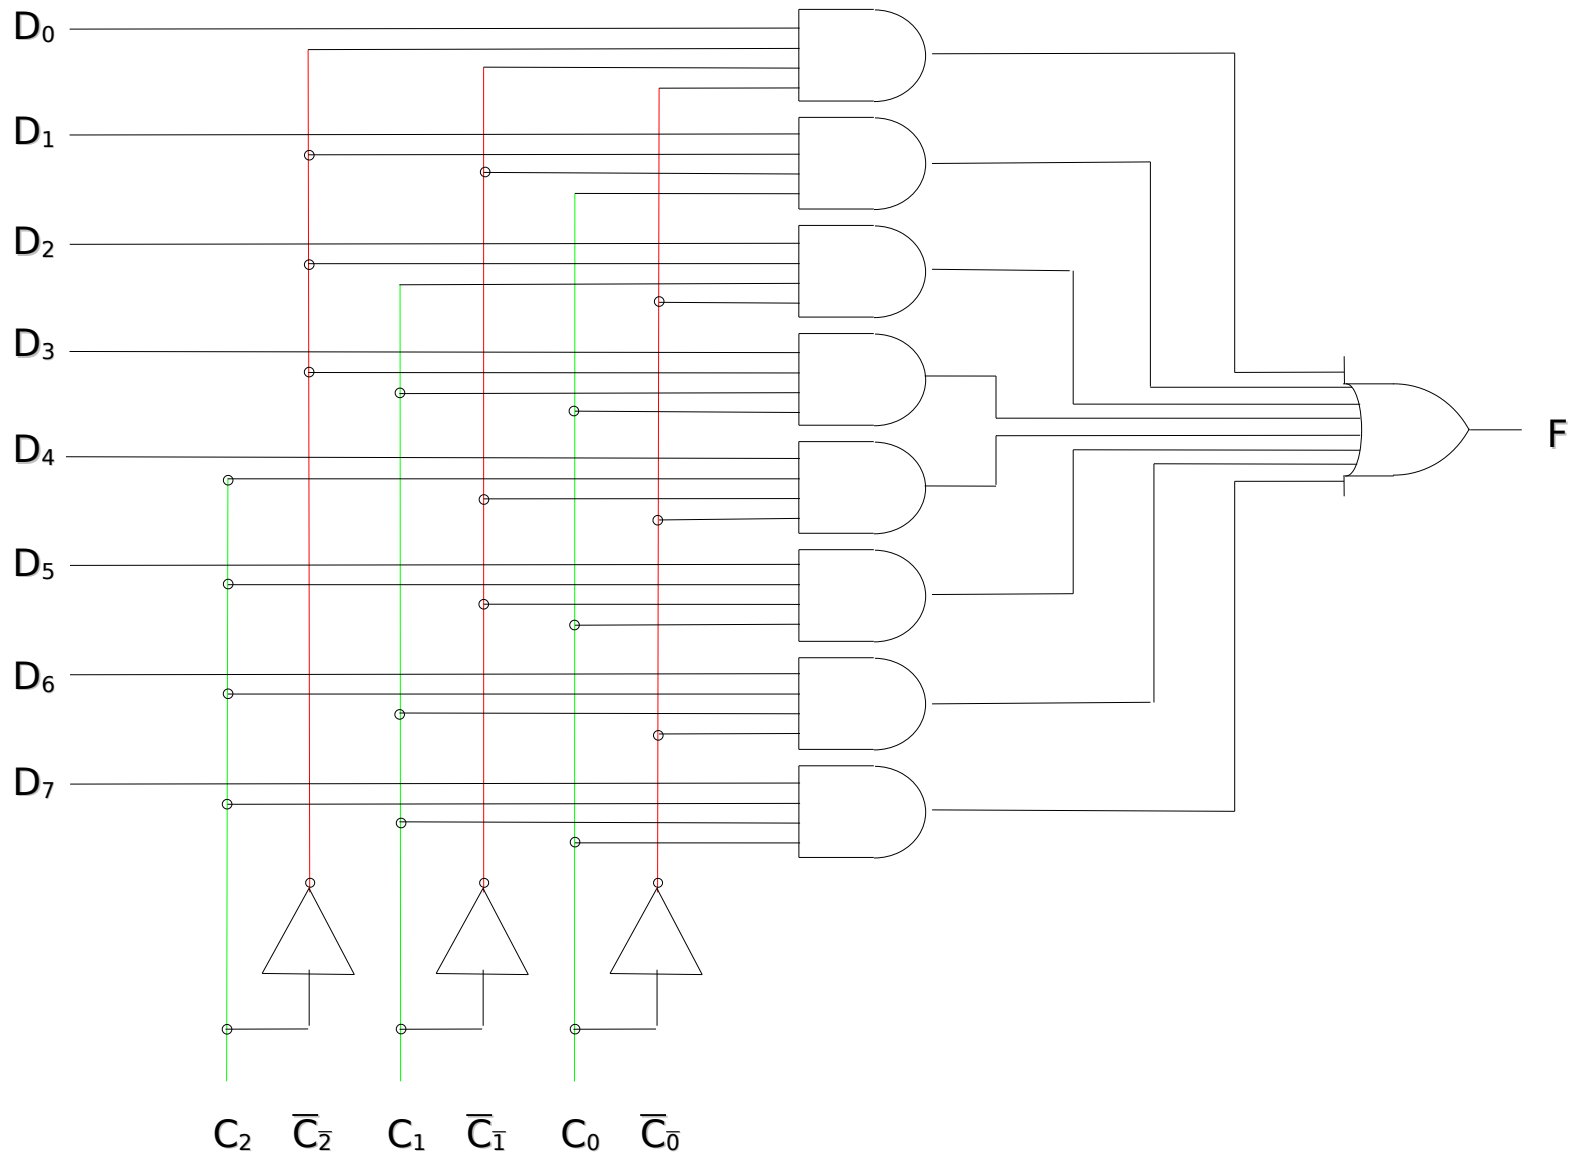 D₀
D₁
D₂
D₃
D₄
D₅
D₆
D₇
F
C₂ C̅₂̅ C₁ C̅₁̅ C₀ C̅₀̅